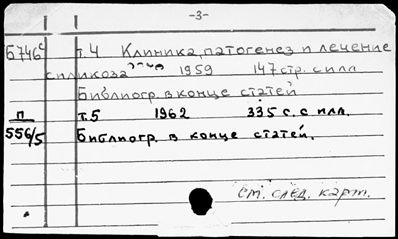 -3-
Б746с т.4 Клиника, патогенез и лечение
силикоза 1959 147 стр. с илл.
Библиогр. в конце статей
П т.5 1962 335 с. с илл.
556/5 Библиогр. в конце статей.
см. след. карт.